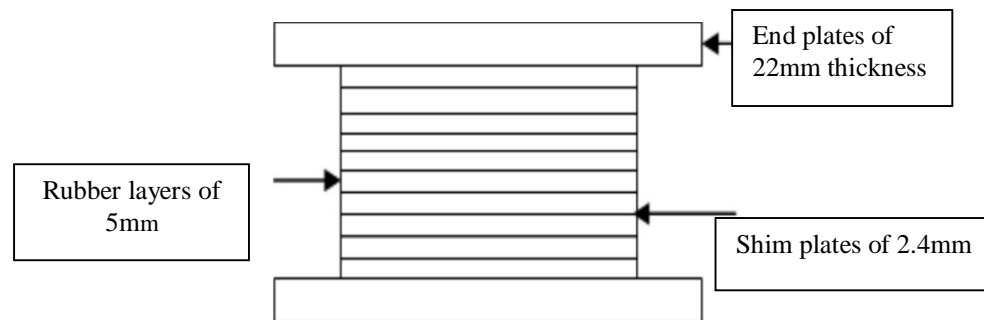 End plates of
22mm thickness
Rubber layers of
5mm
Shim plates of 2.4mm